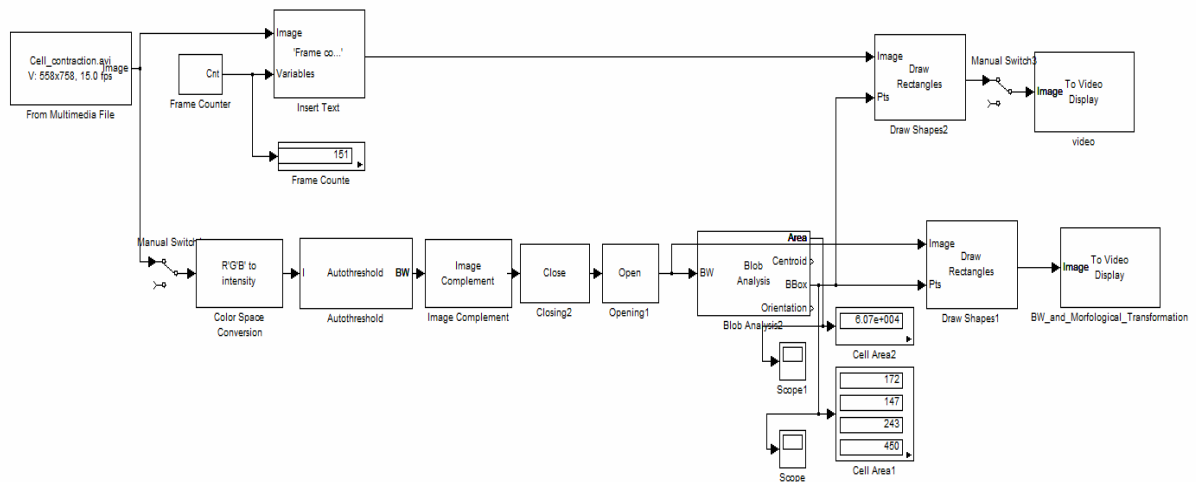 Cell_contraction.avi
V: 558x758, 15.0 fps
Image
From Multimedia File
Cnt
Frame Counter
Image
Variables
'Frame co...'
Insert Text
151
Frame Counte
Image
Pts
Draw
Rectangles
Draw Shapes2
Manual Switch3
Image
To Video
Display
video
Manual Switch
R'G'B' to
intensity
Color Space
Conversion
I
Autothreshold
BW
Autothreshold
Image
Complement
Image Complement
Close
Closing2
Open
Opening1
BW
Blob
Analysis
Area
Centroid
BBox
Orientation
Blob Analysis2
Image
Pts
Draw
Rectangles
Draw Shapes1
Image
To Video
Display
BW_and_Morfological_Transformation
6.07e+004
Cell Area2
Scope1
172
147
243
450
Cell Area1
Scope